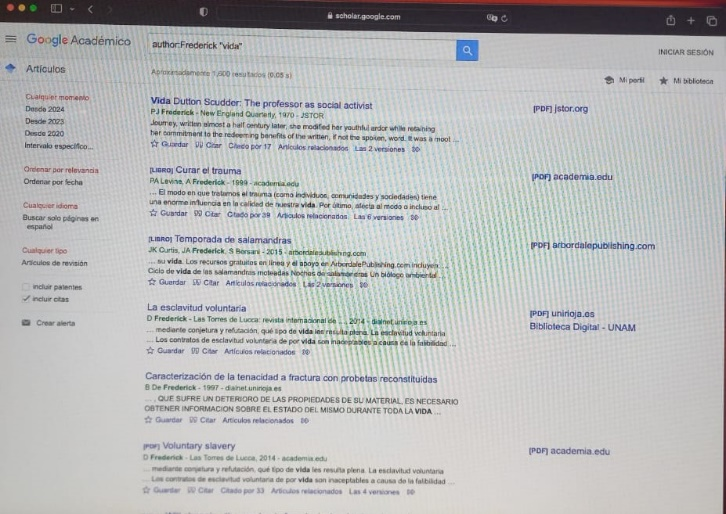 scholar.google.com
Google Académico
author:Frederick "vida"
INICIAR SESIÓN
Artículos
Aproximadamente 1,600 resultados (0,05 s)
Mi perfil
Mi biblioteca
Cualquier momento
Desde 2024
Desde 2023
Desde 2020
Intervalo específico...
Ordenar por relevancia
Ordenar por fecha
Cualquier idioma
Buscar solo páginas en
español
Cualquier tipo
Artículos de revisión
incluir patentes
incluir citas
Crear alerta
Vida Dutton Scudder: The professor as social activist
PJ Frederick - New England Quarterly, 1970 - JSTOR
Journey, written almost a half century later, she modified her youthful ardor while retaining
her commitment to the redeeming benefits of the written, if not the spoken, word. It was a moot ...
Guardar Citar Citado por 17 Artículos relacionados Las 2 versiones
[PDF] jstor.org
[LIBRO] Curar el trauma
PA Levine, A Frederick - 1999 - academia.edu
... El modo en que tratamos el trauma (como individuos, comunidades y sociedades) tiene
una enorme influencia en la calidad de nuestra vida. Por último, afecta al modo o incluso al ...
Guardar Citar Citado por 39 Artículos relacionados Las 6 versiones
[PDF] academia.edu
[LIBRO] Temporada de salamandras
JK Curtis, JA Frederick, S Bersani - 2015 - arbordalepublishing.com
... su vida. Los recursos gratuitos en línea y el apoyo en ArbordalePublishing.com incluyen ...
Ciclo de vida de las salamandras moteadas Noches de salamandras Un biólogo ambiental ...
Guardar Citar Artículos relacionados Las 2 versiones
[PDF] arbordalepublishing.com
La esclavitud voluntaria
D Frederick - Las Torres de Lucca: revista internacional de ..., 2014 - dialnet.unirioja.es
... mediante conjetura y refutación, qué tipo de vida les resulta plena. La esclavitud voluntaria
... Los contratos de esclavitud voluntaria de por vida son inaceptables a causa de la falibilidad ...
Guardar Citar Artículos relacionados
[PDF] unirioja.es
Biblioteca Digital - UNAM
Caracterización de la tenacidad a fractura con probetas reconstituidas
B De Frederick - 1997 - dialnet.unirioja.es
... , QUE SUFRE UN DETERIORO DE LAS PROPIEDADES DE SU MATERIAL, ES NECESARIO
OBTENER INFORMACION SOBRE EL ESTADO DEL MISMO DURANTE TODA LA VIDA ...
Guardar Citar Artículos relacionados
[PDF] Voluntary slavery
D Frederick - Las Torres de Lucca, 2014 - academia.edu
... mediante conjetura y refutación, qué tipo de vida les resulta plena. La esclavitud voluntaria
... Los contratos de esclavitud voluntaria de por vida son inaceptables a causa de la falibilidad ...
Guardar Citar Citado por 33 Artículos relacionados Las 4 versiones
[PDF] academia.edu